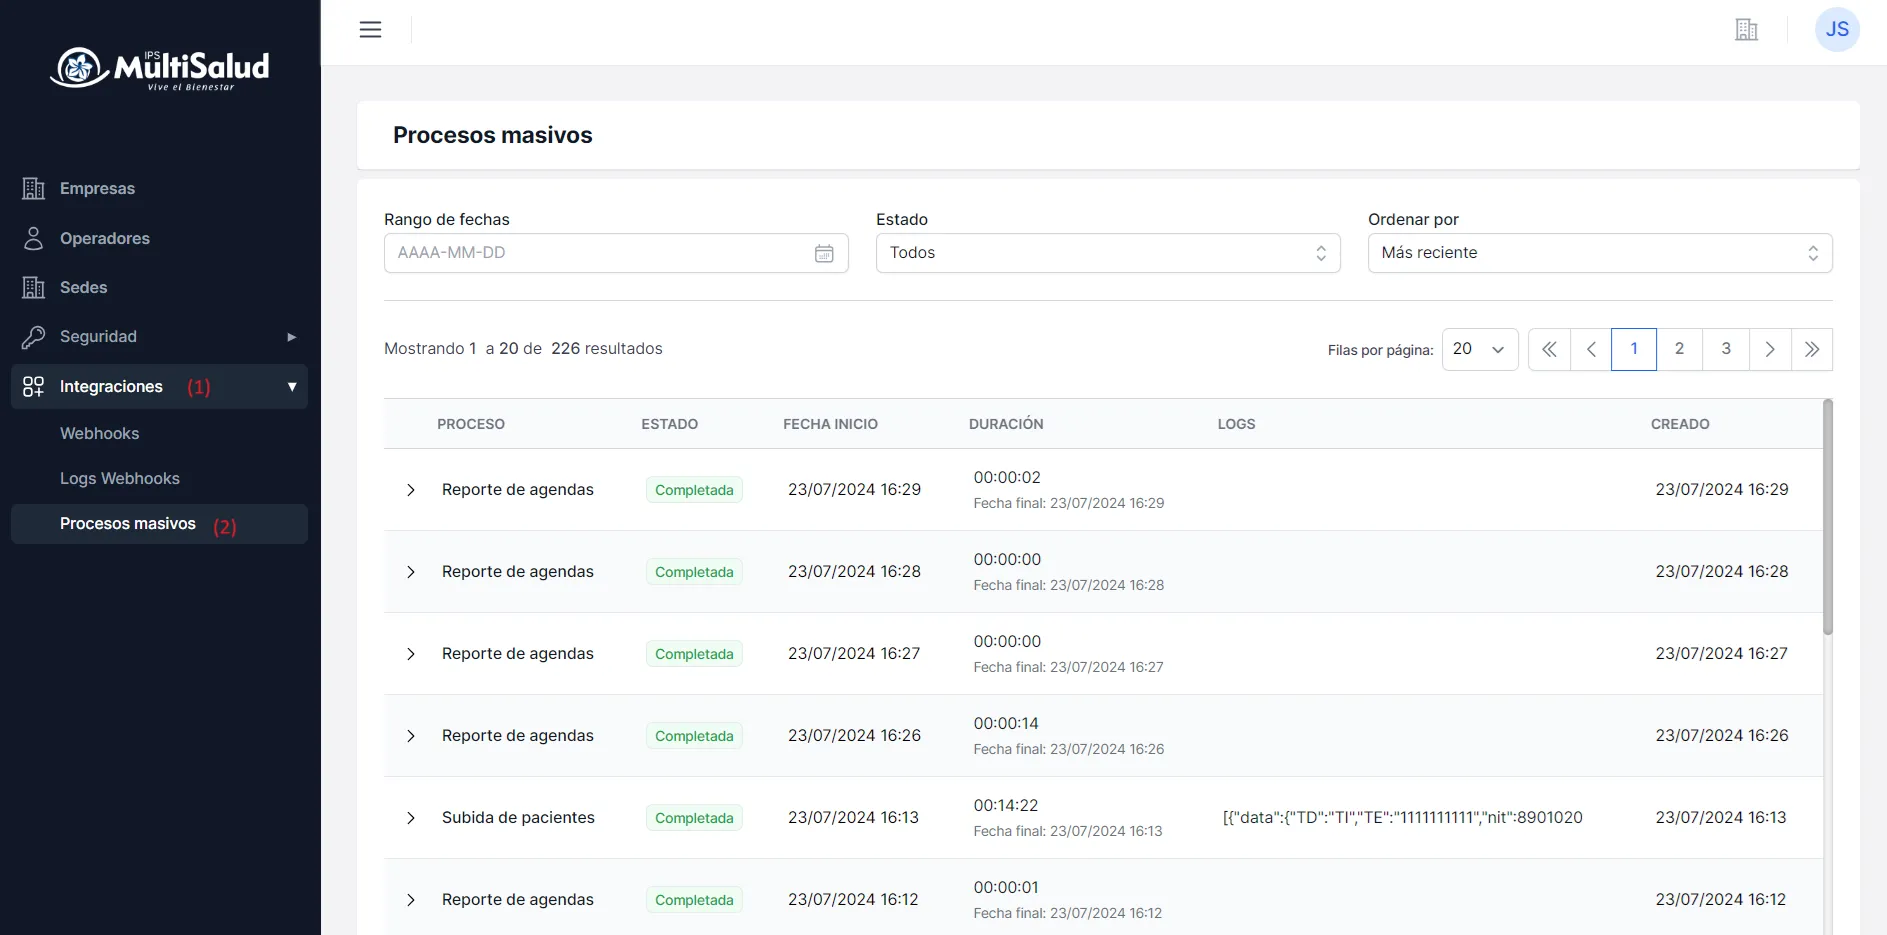 IPS
MultiSalud
Vive el Bienestar
JS
Empresas
Operadores
Sedes
Seguridad
Integraciones (1)
Webhooks
Logs Webhooks
Procesos masivos (2)
Procesos masivos
Rango de fechas Estado Ordenar por
AAAA-MM-DD Todos Más reciente
Mostrando 1 a 20 de 226 resultados Filas por página: 20 1 2 3
PROCESO ESTADO FECHA INICIO DURACIÓN LOGS CREADO
Reporte de agendas Completada 23/07/2024 16:29 00:00:02 23/07/2024 16:29
Fecha final: 23/07/2024 16:29
Reporte de agendas Completada 23/07/2024 16:28 00:00:00 23/07/2024 16:28
Fecha final: 23/07/2024 16:28
Reporte de agendas Completada 23/07/2024 16:27 00:00:00 23/07/2024 16:27
Fecha final: 23/07/2024 16:27
Reporte de agendas Completada 23/07/2024 16:26 00:00:14 23/07/2024 16:26
Fecha final: 23/07/2024 16:26
Subida de pacientes Completada 23/07/2024 16:13 00:14:22 [{"data":{"TD":"TI","TE":"1111111111","nit":8901020 23/07/2024 16:13
Fecha final: 23/07/2024 16:13
Reporte de agendas Completada 23/07/2024 16:12 00:00:01 23/07/2024 16:12
Fecha final: 23/07/2024 16:12